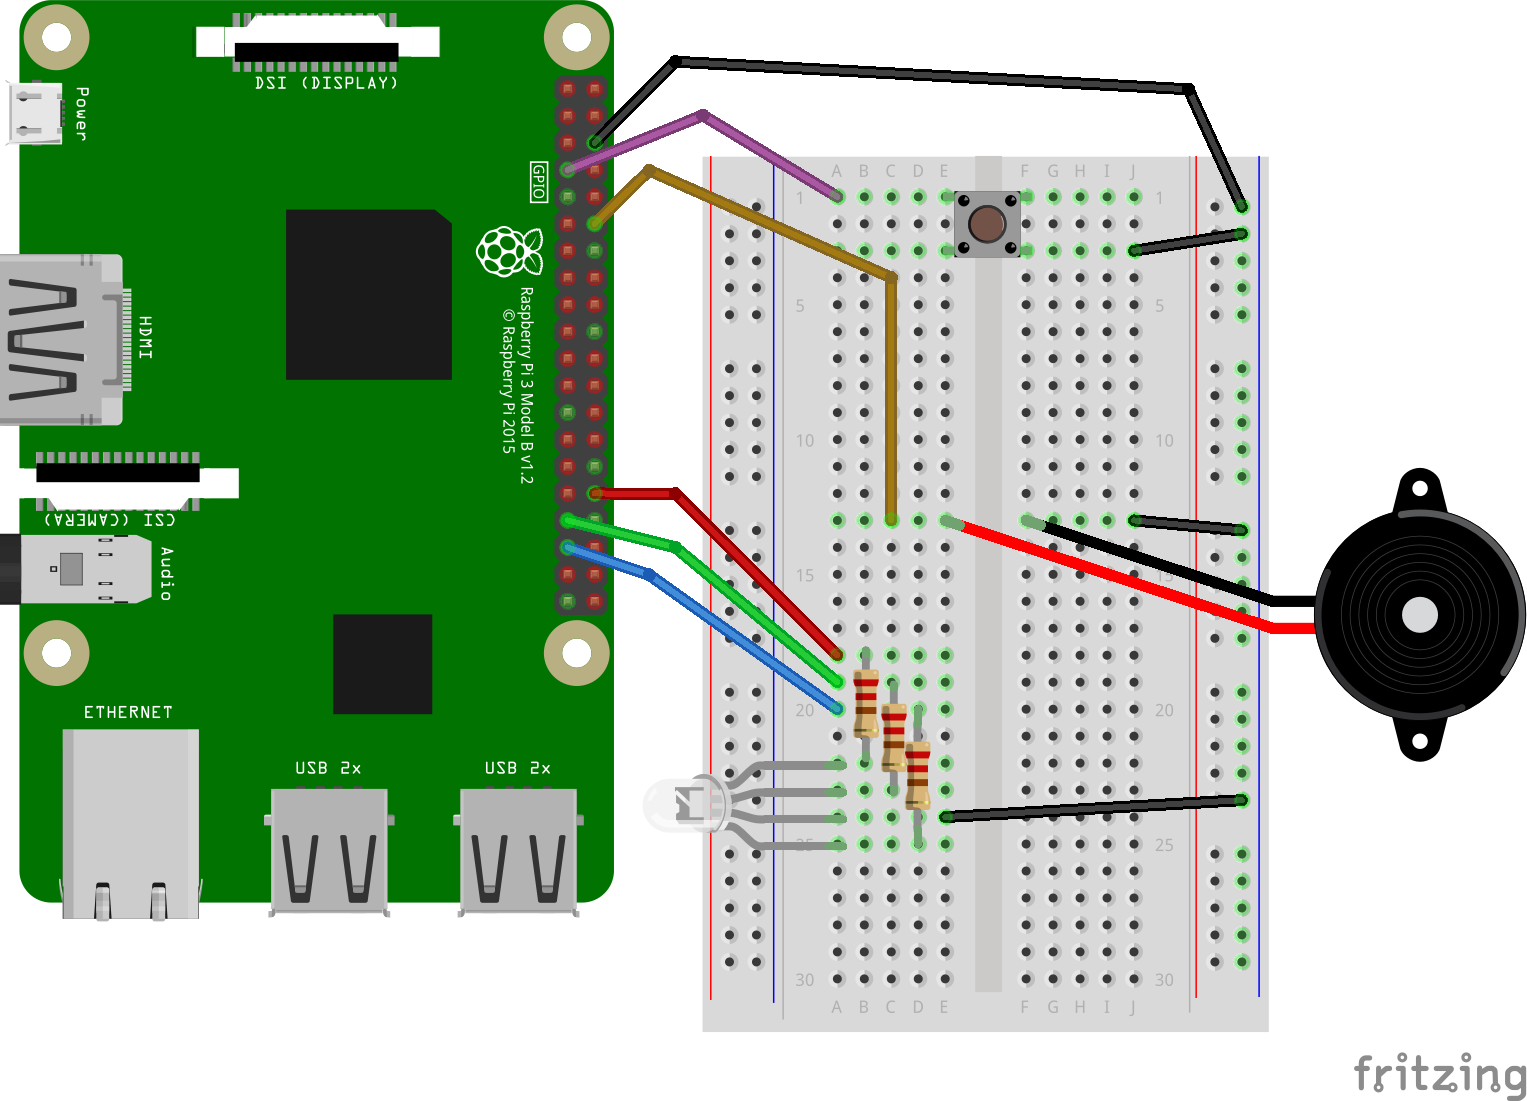 DSI (DISPLAY)
Power
GPIO
A B C D E F G H I J
1 1
Raspberry Pi 3 Model B v1.2
© Raspberry Pi 2015
HDMI
5 5
10 10
CSI (CAMERA)
Audio
15 15
ETHERNET
20 20
USB 2x USB 2x
25 25
30 30
A B C D E F G H I J
fritzing